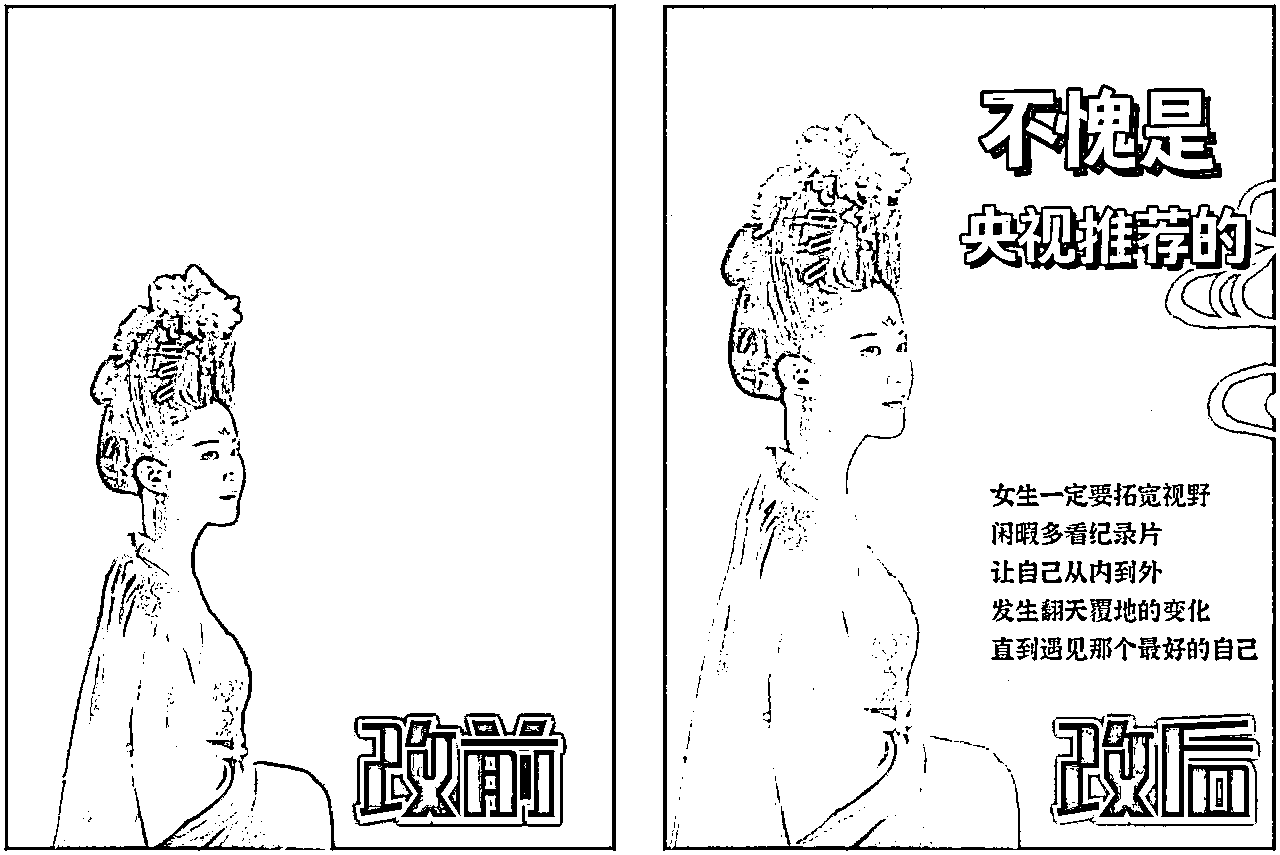 改前
不愧是
央视推荐的
女生一定要拓宽视野
闲暇多看纪录片
让自己从内到外
发生翻天覆地的变化
直到遇见那个最好的自己
改后